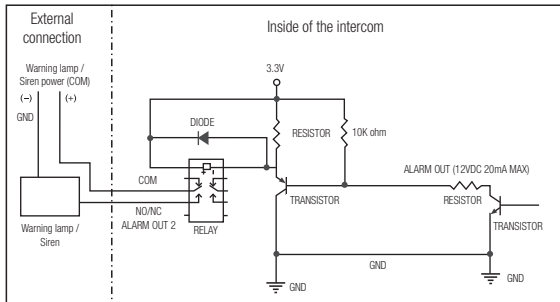 External
connection
Inside of the intercom
Warning lamp /
Siren power (COM)
(−)
(+)
GND
3.3V
DIODE
RESISTOR
10K ohm
ALARM OUT (12VDC 20mA MAX)
COM
TRANSISTOR
RESISTOR
NO/NC
ALARM OUT 2
RELAY
TRANSISTOR
Warning lamp /
Siren
GND
GND
GND